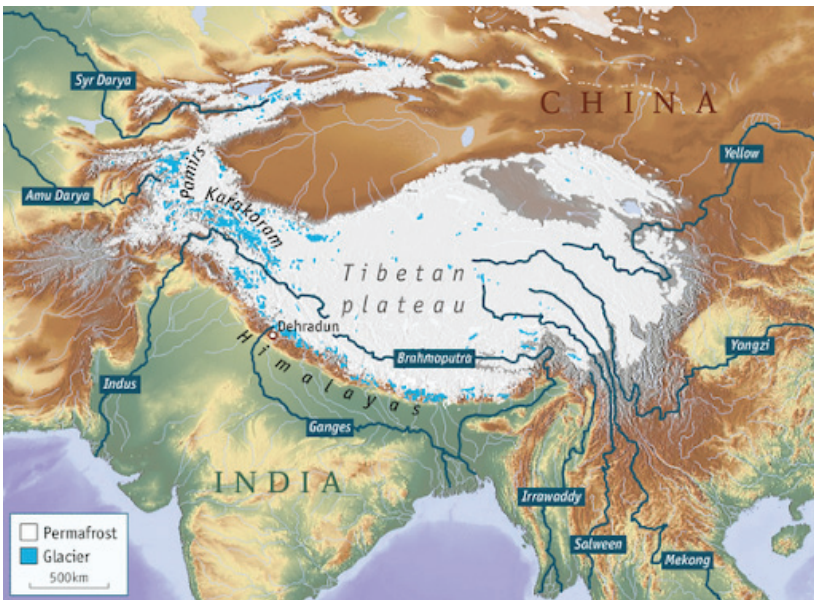 Syr Darya
CHINA
Yellow
Pamirs
Amu Darya
Karakoram
Tibetan
plateau
Dehradun
Himalayas
Brahmaputra
Yangzi
Indus
Ganges
INDIA
Irrawaddy
Salween
Mekong
Permafrost
Glacier
500km